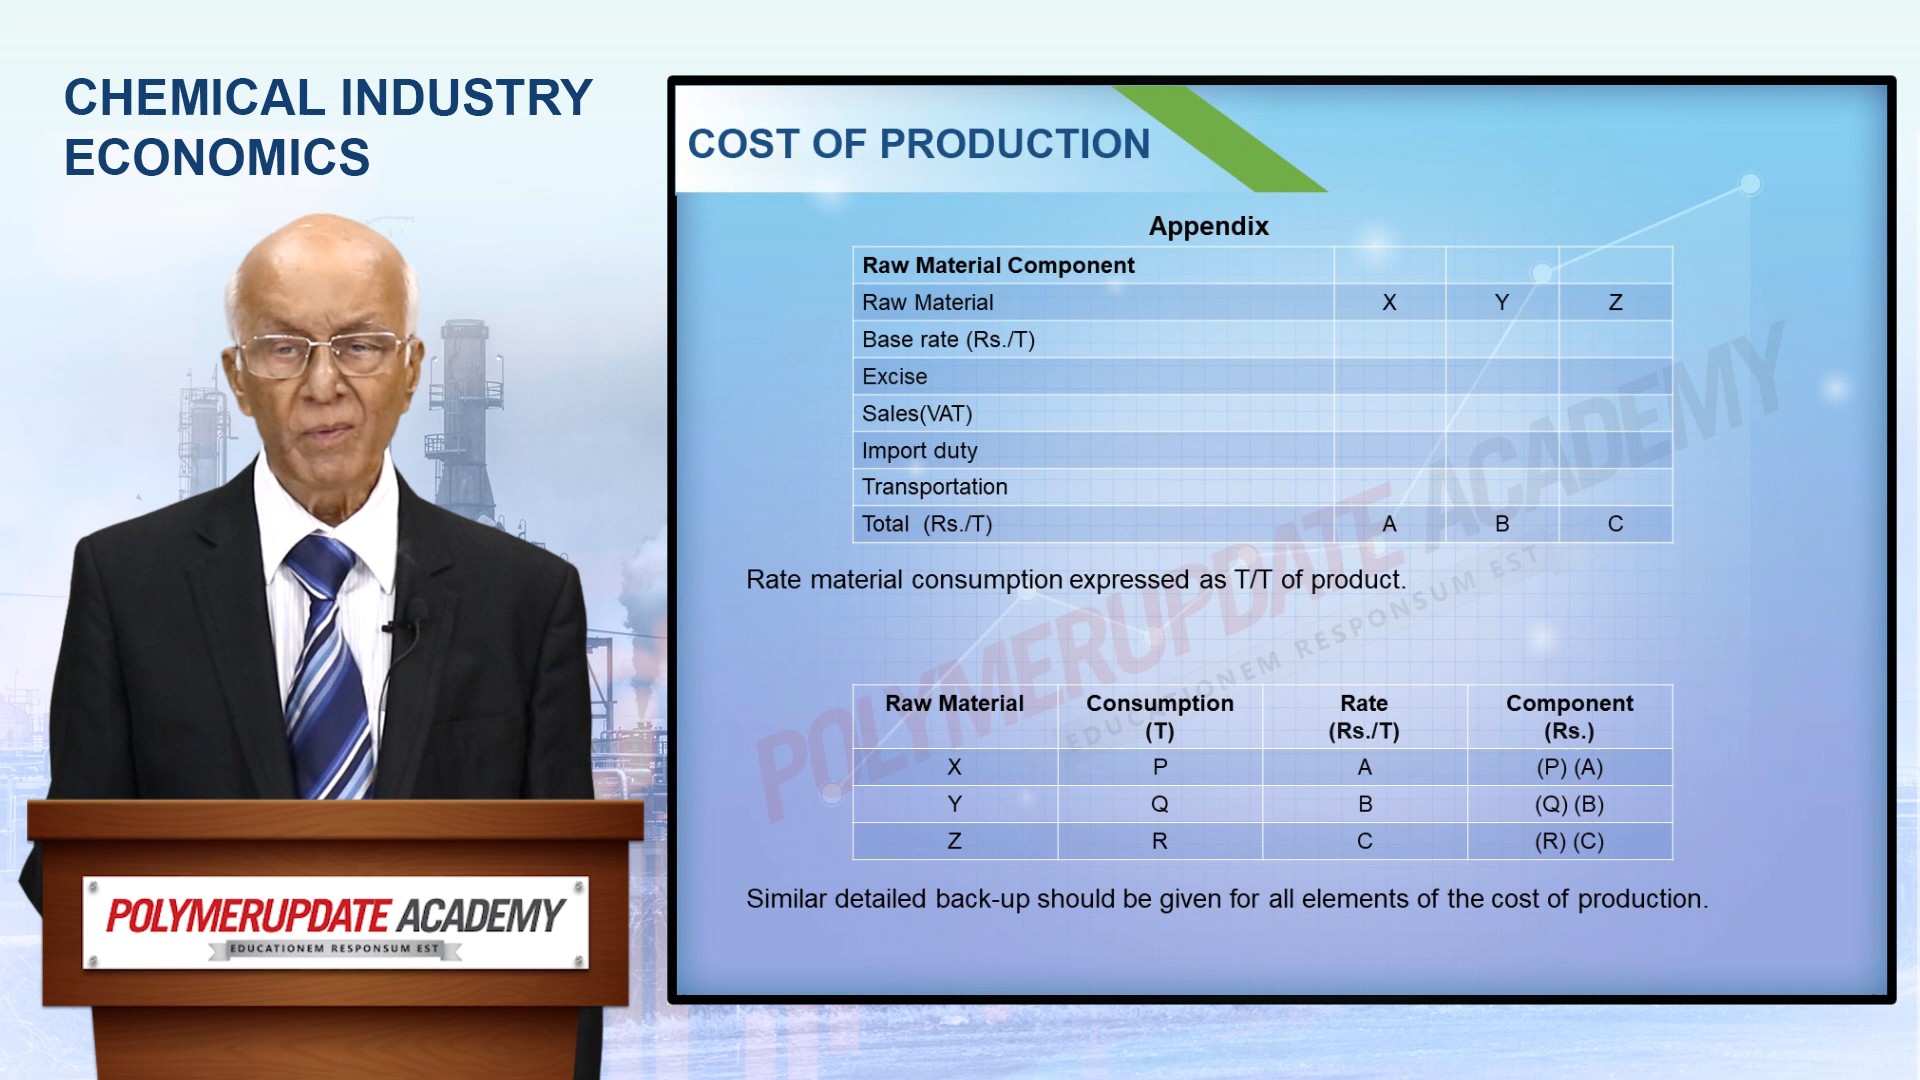 CHEMICAL INDUSTRY
ECONOMICS
COST OF PRODUCTION
Appendix
Raw Material Component
Raw Material X Y Z
Base rate (Rs./T)
Excise
Sales(VAT)
Import duty
Transportation
Total (Rs./T) A B C
Rate material consumption expressed as T/T of product.
Raw Material Consumption Rate Component
(T) (Rs./T) (Rs.)
X P A (P) (A)
Y Q B (Q) (B)
Z R C (R) (C)
Similar detailed back-up should be given for all elements of the cost of production.
POLYMERUPDATE ACADEMY
EDUCATIONEM RESPONSUM EST
POLYMERUPDATE ACADEMY
EDUCATIONEM RESPONSUM EST